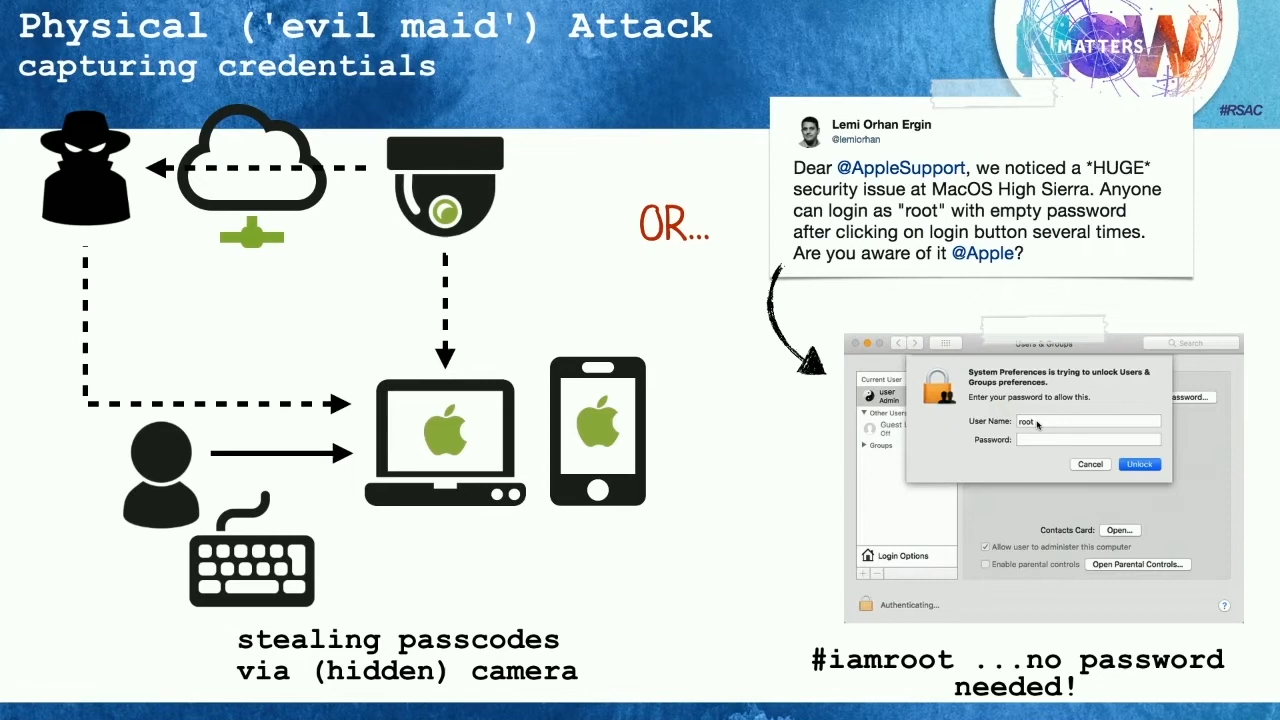 Physical ('evil maid') Attack
capturing credentials
NOW
MATTERS
#RSAC
OR...
Lemi Orhan Ergin
@lemiorhan
Dear @AppleSupport, we noticed a *HUGE*
security issue at MacOS High Sierra. Anyone
can login as "root" with empty password
after clicking on login button several times.
Are you aware of it @Apple?
Users & Groups
Search
System Preferences is trying to unlock Users &
Groups preferences.
Enter your password to allow this.
User Name: root
Password:
Cancel
Unlock
Current User
user
Admin
Other Users
Guest
Off
Groups
assword...
Contacts Card: Open...
Login Options
Allow user to administer this computer
Enable parental controls
Open Parental Controls...
+ −
Authenticating...
?
stealing passcodes
via (hidden) camera
#iamroot ...no password
needed!